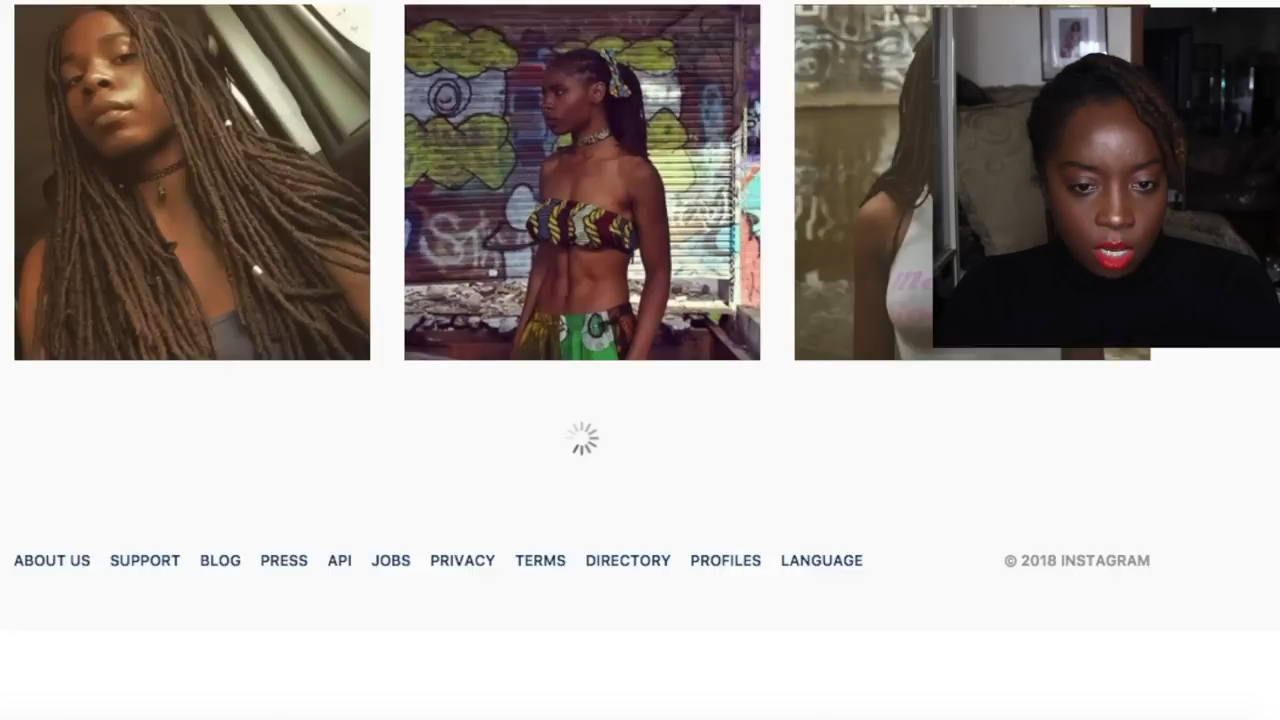 ABOUT US SUPPORT BLOG PRESS API JOBS PRIVACY TERMS DIRECTORY PROFILES LANGUAGE © 2018 INSTAGRAM